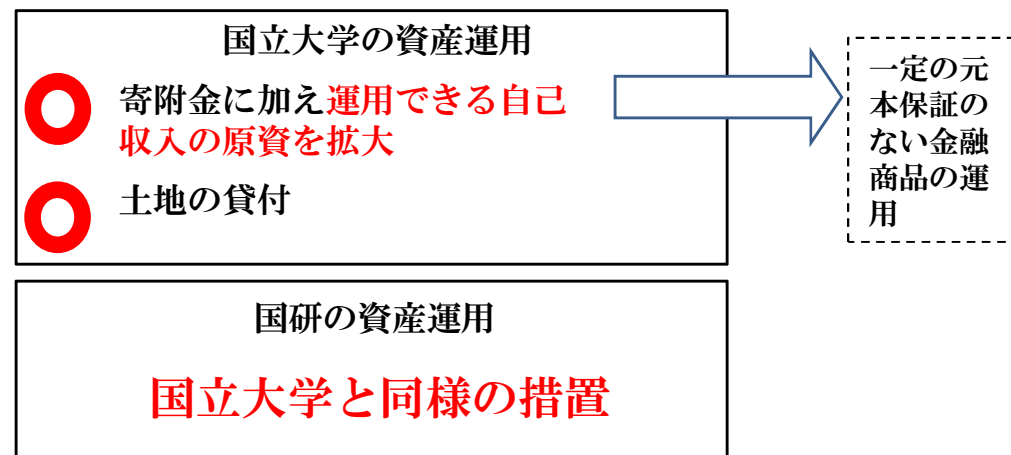 国立大学の資産運用
寄附金に加え運用できる自己
収入の原資を拡大
土地の貸付
一定の元
本保証の
ない金融
商品の運
用
国研の資産運用
国立大学と同様の措置